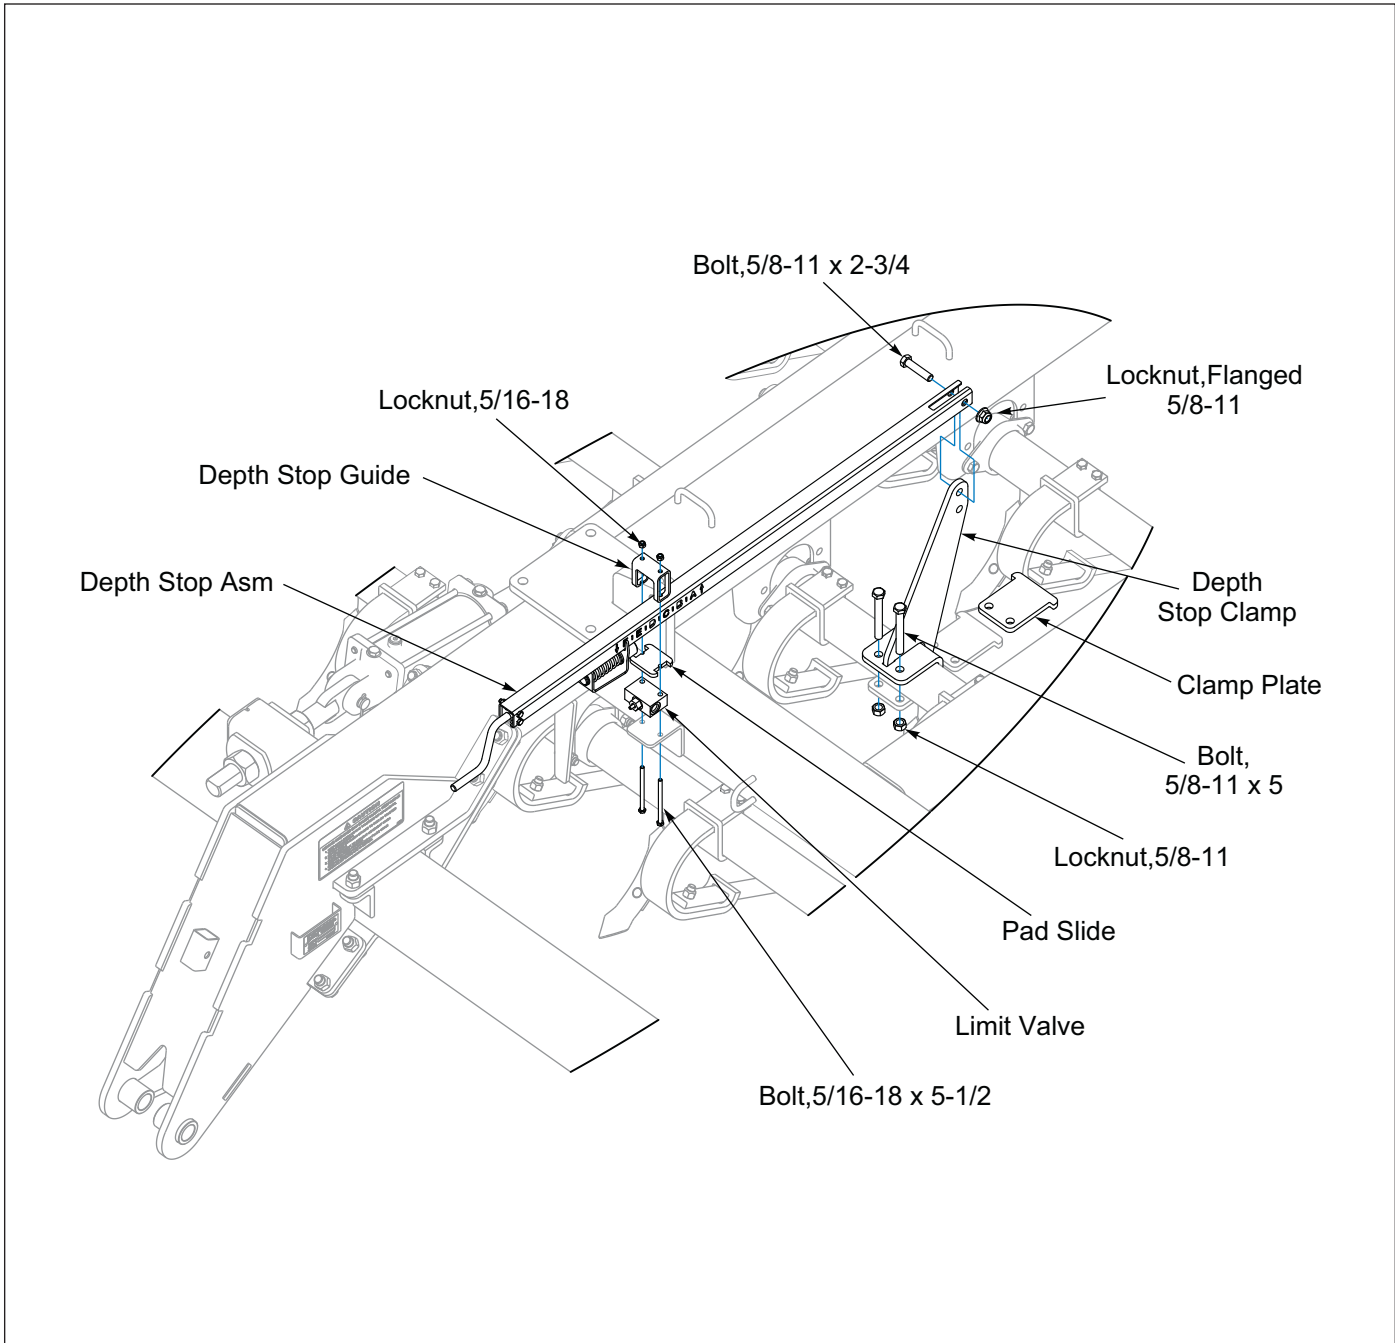 Bolt,5/8-11 x 2-3/4
Locknut,Flanged
5/8-11
Locknut,5/16-18
Depth Stop Guide
Depth Stop Asm
Depth
Stop Clamp
Clamp Plate
Bolt,
5/8-11 x 5
Locknut,5/8-11
Pad Slide
Limit Valve
Bolt,5/16-18 x 5-1/2